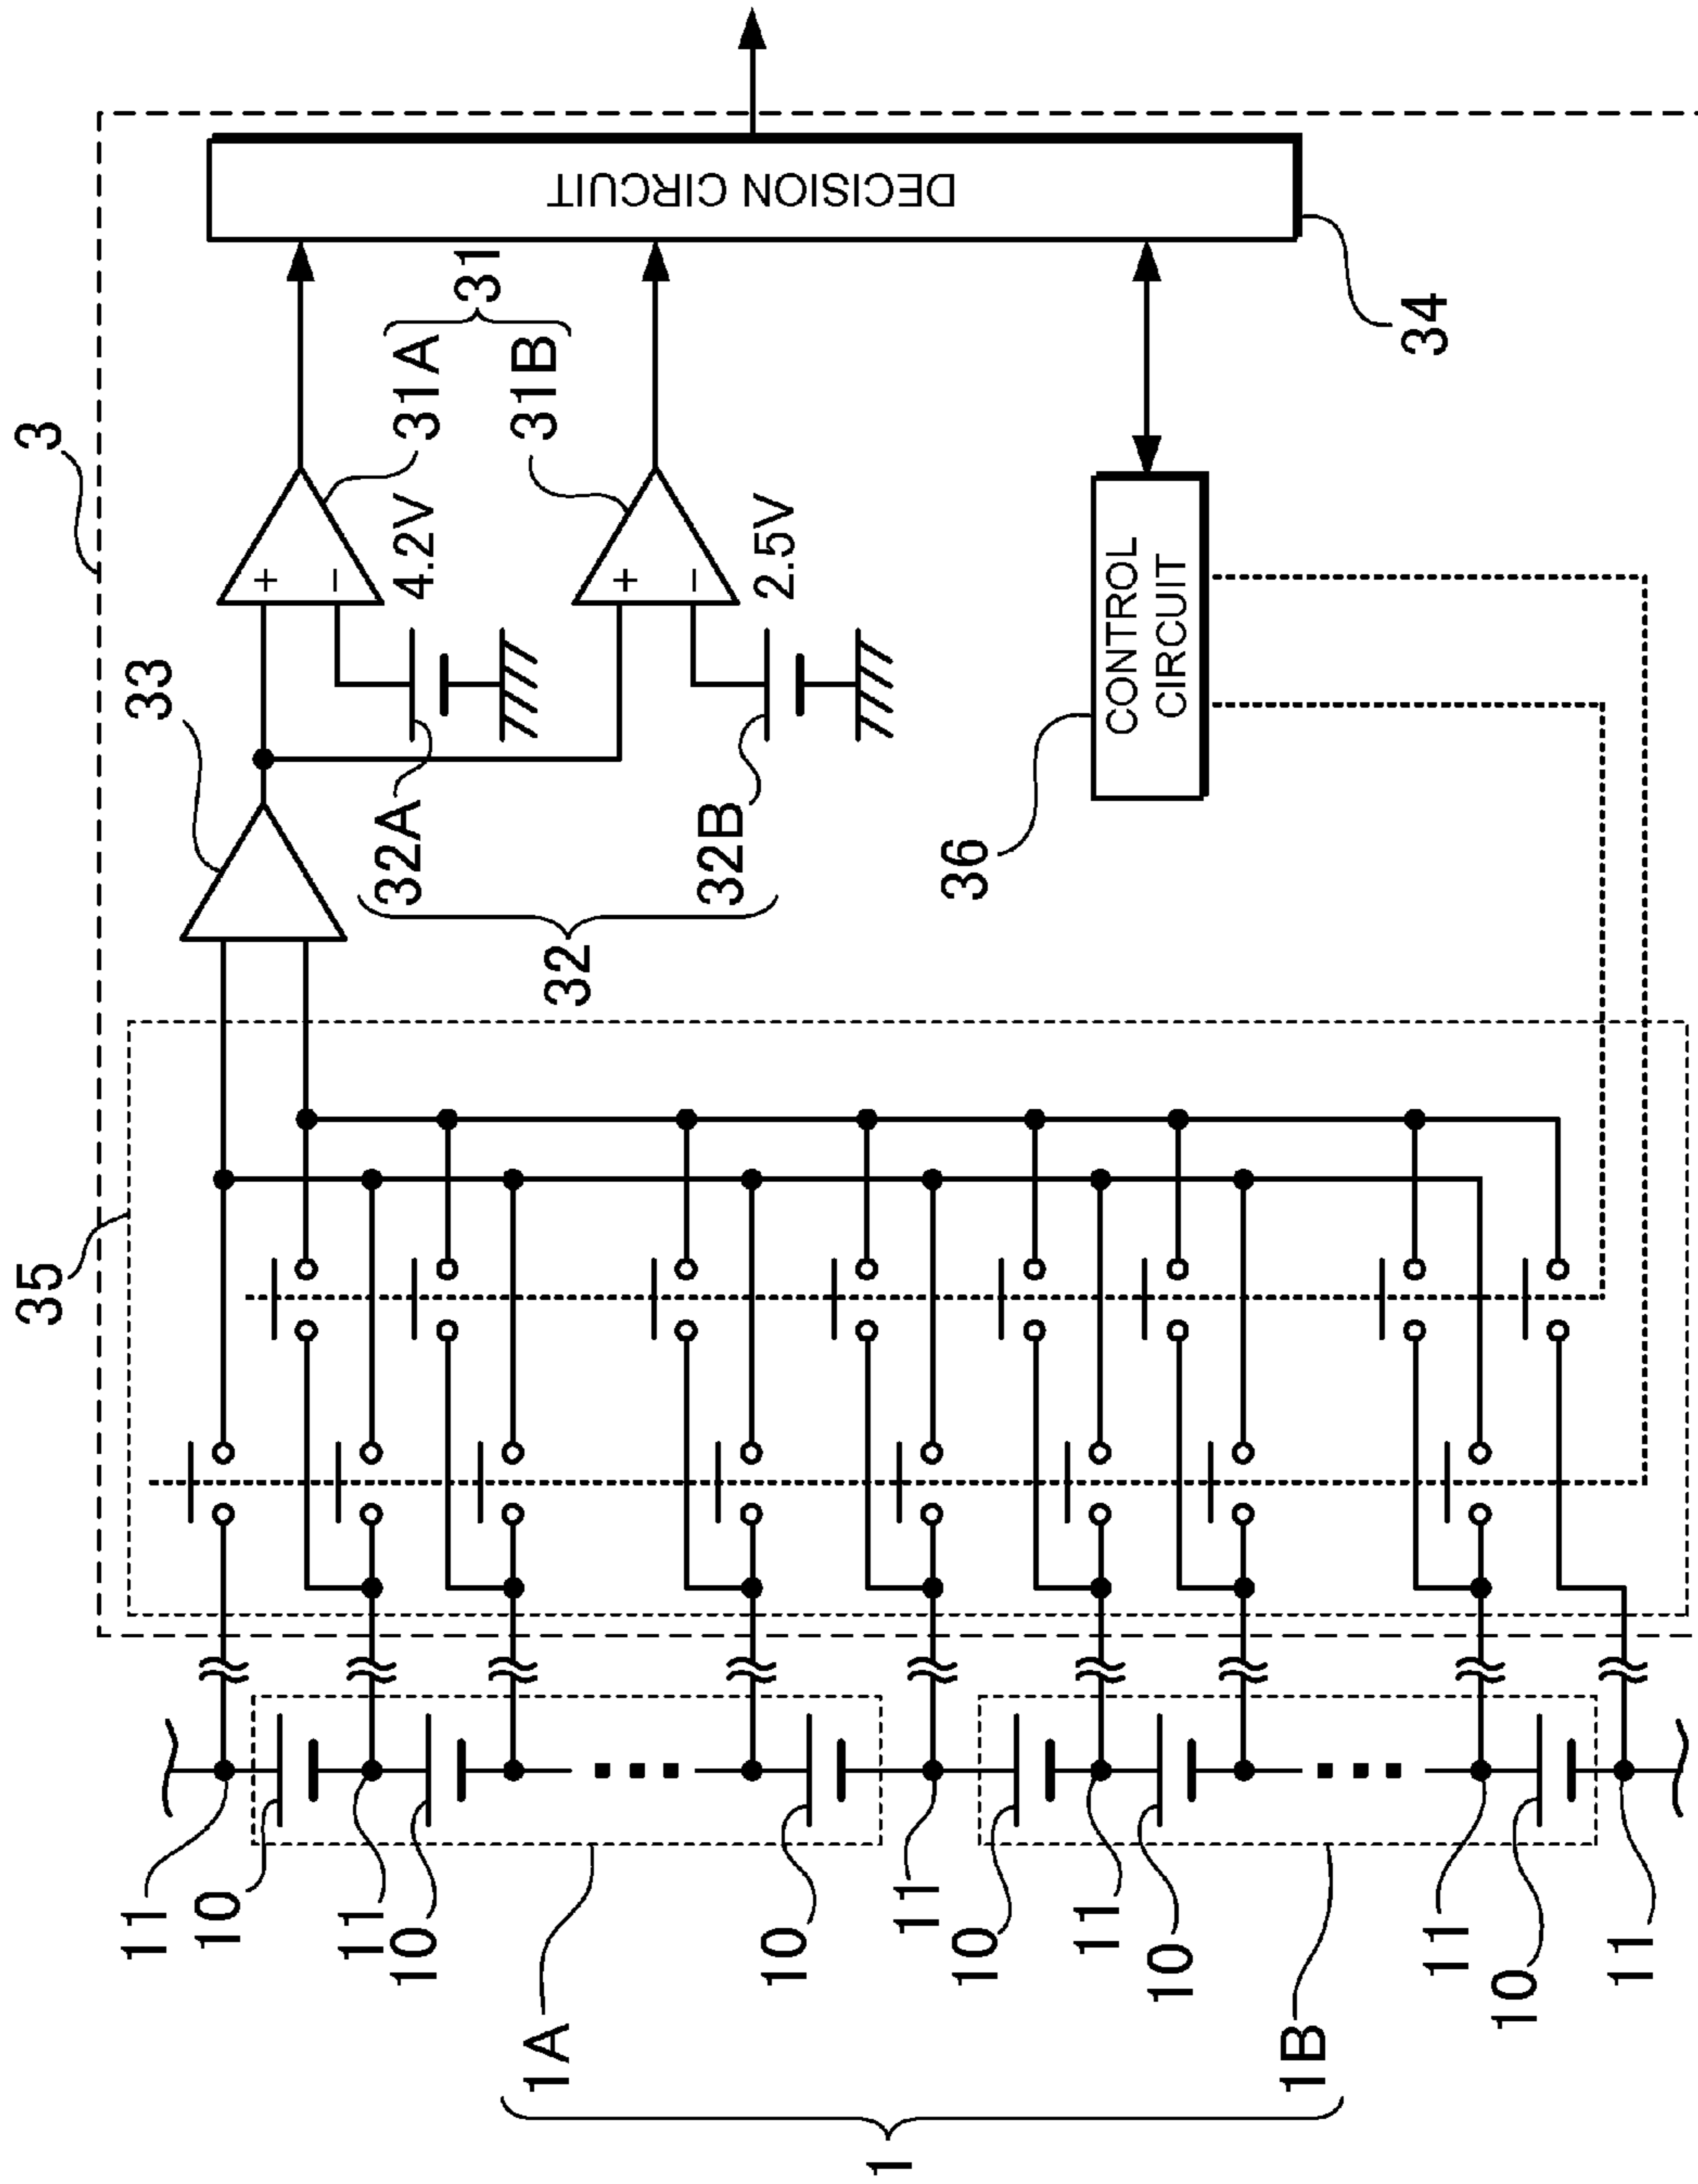 3
DECISION CIRCUIT
34
31
31A
31B
4.2V
2.5V
+
−
+
−
33
32A
32B
32
CONTROL
CIRCUIT
36
35
11
10
11
10
10
11
10
11
10
11
10
11
1A
1B
1